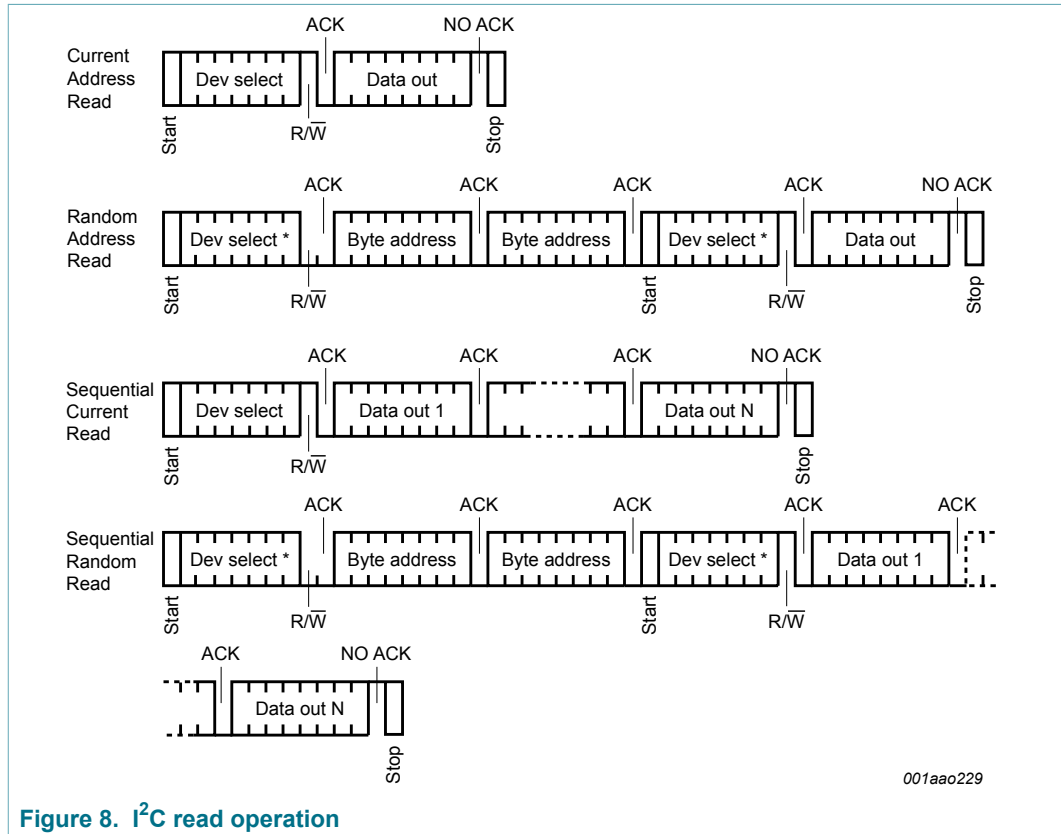 ACK NO ACK
Current
Address
Read
Dev select Data out
Start R/W̅ Stop
ACK ACK ACK ACK NO ACK
Random
Address
Read
Dev select * Byte address Byte address Dev select * Data out
Start R/W̅ Start R/W̅ Stop
ACK ACK ACK NO ACK
Sequential
Current
Read
Dev select Data out 1 Data out N
Start R/W̅ Stop
ACK ACK ACK ACK ACK
Sequential
Random
Read
Dev select * Byte address Byte address Dev select * Data out 1
Start R/W̅ Start R/W̅
ACK NO ACK
Data out N
Stop
001aao229
Figure 8. I²C read operation